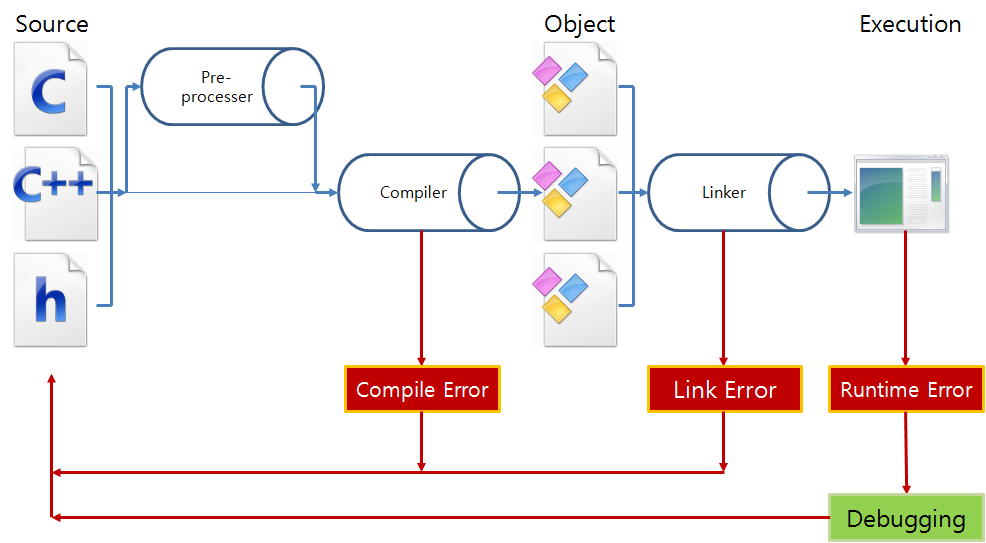 Source
Object
Execution
C
Pre-
processer
C++
Compiler
Linker
h
Compile Error
Link Error
Runtime Error
Debugging